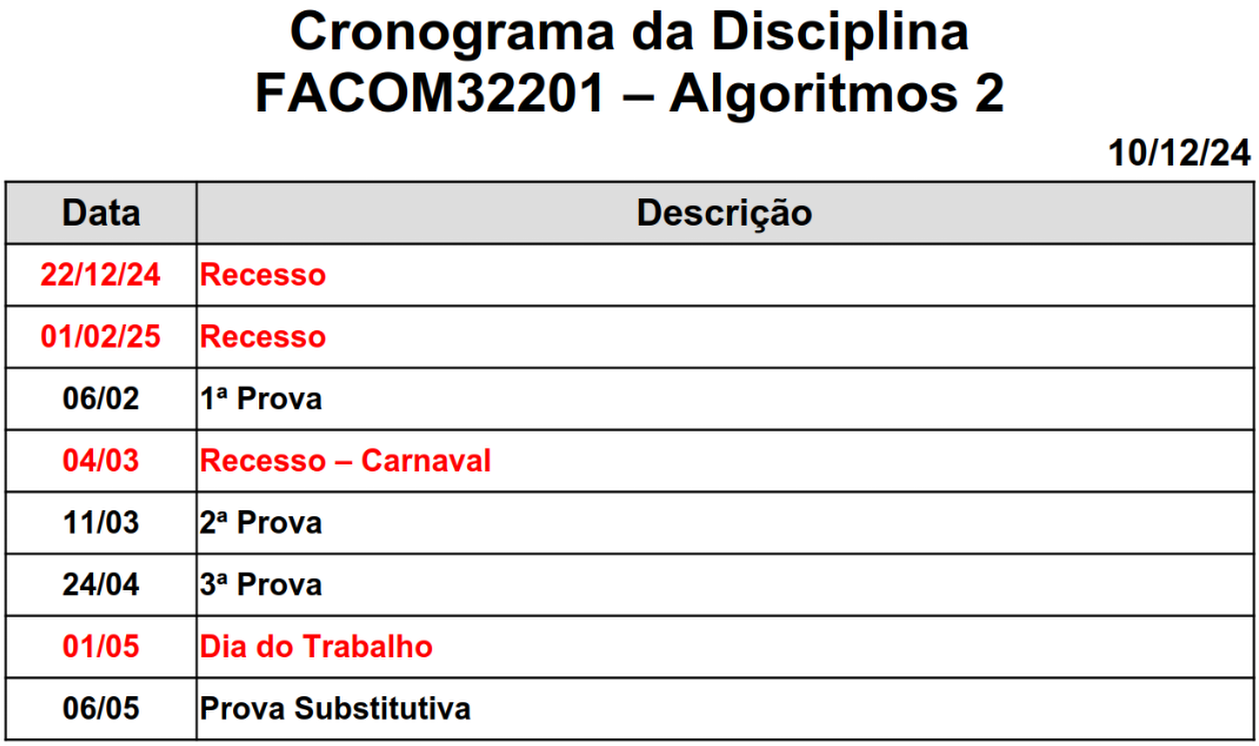 Cronograma da Disciplina
FACOM32201 – Algoritmos 2
10/12/24
Data Descrição
22/12/24 Recesso
01/02/25 Recesso
06/02 1ª Prova
04/03 Recesso – Carnaval
11/03 2ª Prova
24/04 3ª Prova
01/05 Dia do Trabalho
06/05 Prova Substitutiva